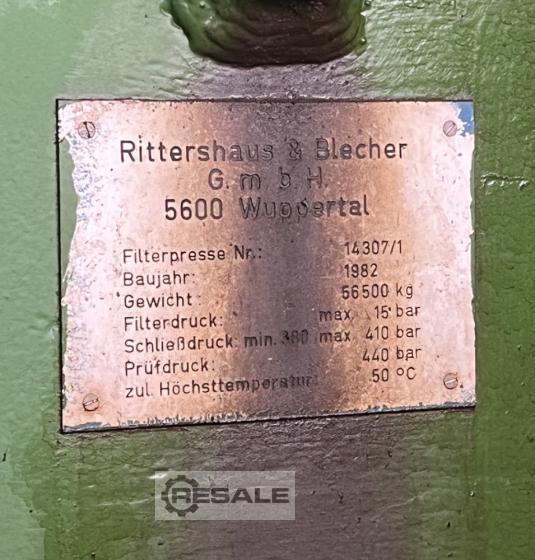 Rittershaus & Blecher
G. m. b. H.
5600 Wuppertal
Filterpresse Nr.: 14307/1
Baujahr: 1982
Gewicht: 56500 kg
Filterdruck: max. 15 bar
Schließdruck: min. 380 max. 410 bar
Prüfdruck: 440 bar
zul. Höchsttemperatur: 50 °C
RESALE